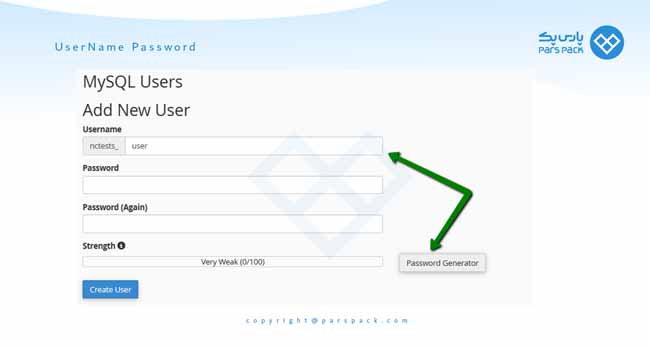 UserName Password
پارس پک
PARS PACK
MySQL Users
Add New User
Username
nctests_ user
Password
Password (Again)
Strength
Very Weak (0/100)
Password Generator
Create User
copyright@parspack.com